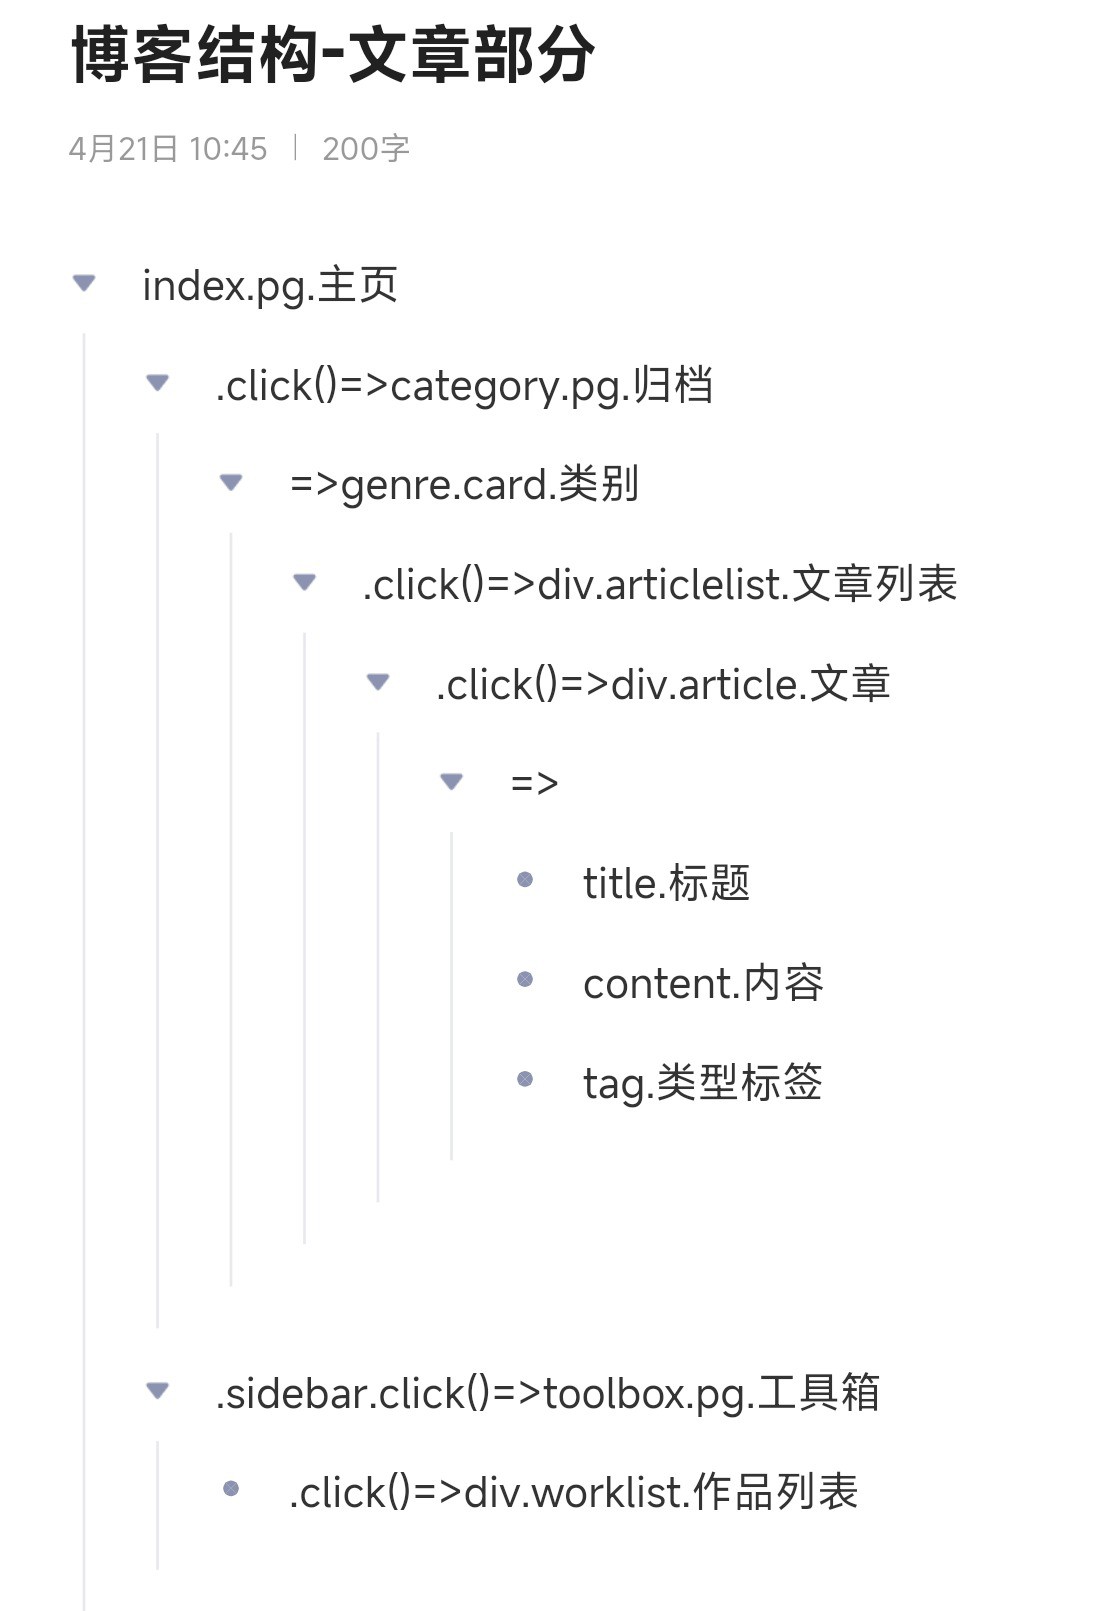 博客结构-文章部分
4月21日 10:45 | 200字
index.pg.主页
.click()=>category.pg.归档
=>genre.card.类别
.click()=>div.articlelist.文章列表
.click()=>div.article.文章
=>
title.标题
content.内容
tag.类型标签
.sidebar.click()=>toolbox.pg.工具箱
.click()=>div.worklist.作品列表